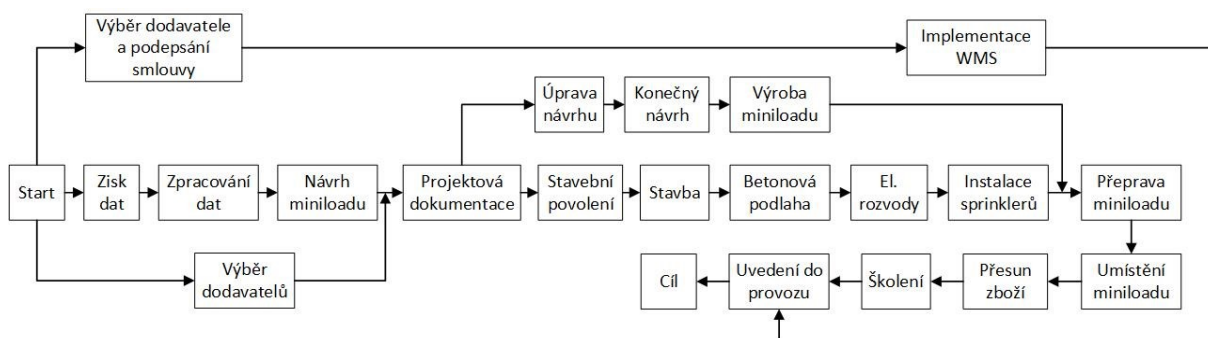 Výběr dodavatele
a podepsání
smlouvy
Implementace
WMS
Úprava
návrhu
Konečný
návrh
Výroba
miniloadu
Start
Zisk
dat
Zpracování
dat
Návrh
miniloadu
Projektová
dokumentace
Stavební
povolení
Stavba
Betonová
podlaha
El.
rozvody
Instalace
sprinklerů
Přeprava
miniloadu
Výběr
dodavatelů
Cíl
Uvedení do
provozu
Školení
Přesun
zboží
Umístění
miniloadu